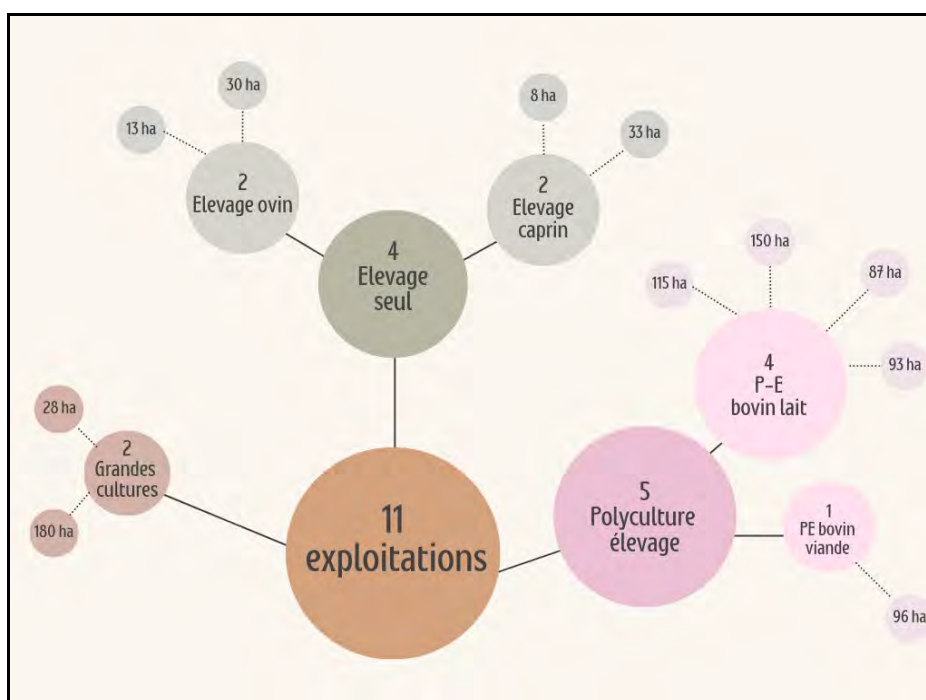 30 ha
13 ha
2
Elevage ovin
8 ha
33 ha
2
Elevage
caprin
4
Elevage
seul
150 ha
115 ha
87 ha
93 ha
4
P-E
bovin lait
28 ha
2
Grandes
cultures
180 ha
11
exploitations
5
Polyculture
élevage
1
PE bovin
viande
96 ha